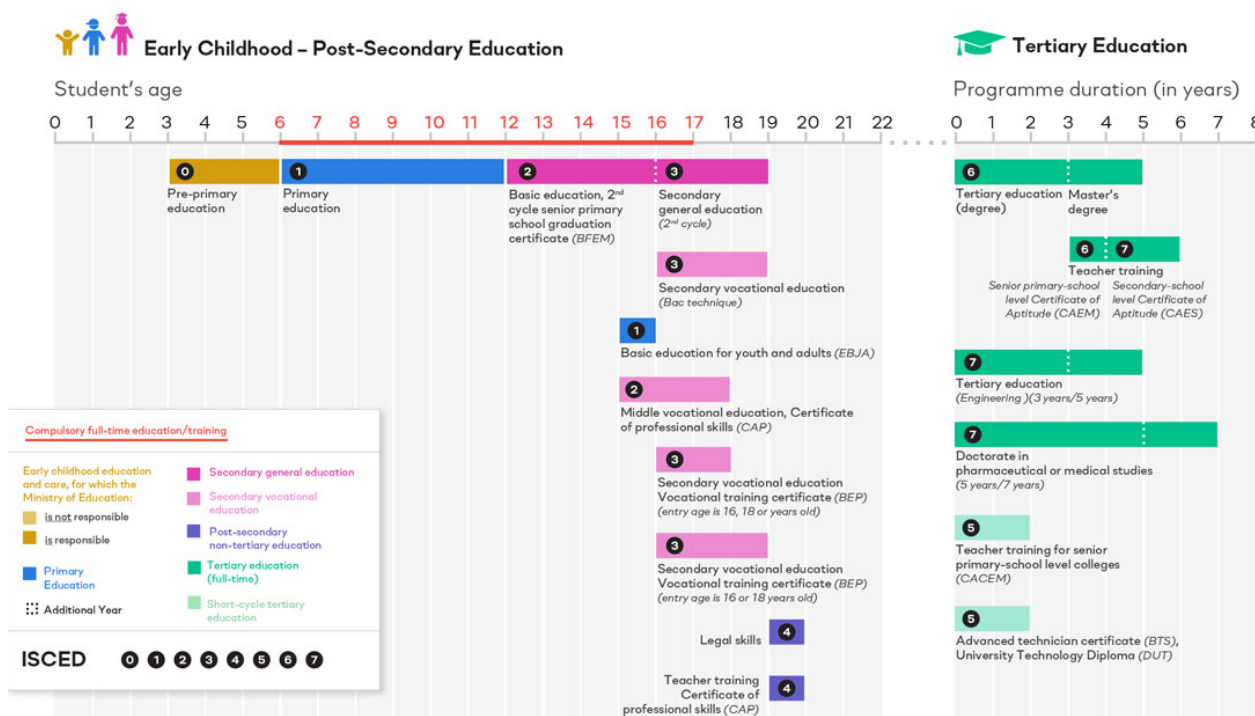 Early Childhood – Post-Secondary Education
Student's age
0 1 2 3 4 5 6 7 8 9 10 11 12 13 14 15 16 17 18 19 20 21 22
0
Pre-primary
education
1
Primary
education
2
Basic education, 2nd
cycle senior primary
school graduation
certificate (BFEM)
3
Secondary
general education
(2nd cycle)
3
Secondary vocational education
(Bac technique)
1
Basic education for youth and adults (EBJA)
2
Middle vocational education, Certificate
of professional skills (CAP)
3
Secondary vocational education
Vocational training certificate (BEP)
(entry age is 16, 18 or years old)
3
Secondary vocational education
Vocational training certificate (BEP)
(entry age is 16 or 18 years old)
Legal skills
4
Teacher training
Certificate of
professional skills (CAP)
4
Compulsory full-time education/training
Early childhood education
and care, for which the
Ministry of Education:
is not responsible
is responsible
Primary
Education
Additional Year
Secondary general education
Secondary vocational
education
Post-secondary
non-tertiary education
Tertiary education
(full-time)
Short-cycle tertiary
education
ISCED 0 1 2 3 4 5 6 7
Tertiary Education
Programme duration (in years)
0 1 2 3 4 5 6 7 8
6
Tertiary education
(degree)
Master's
degree
6 7
Teacher training
Senior primary-school
level Certificate of
Aptitude (CAEM)
Secondary-school
level Certificate of
Aptitude (CAES)
7
Tertiary education
(Engineering )(3 years/5 years)
7
Doctorate in
pharmaceutical or medical studies
(5 years/7 years)
5
Teacher training for senior
primary-school level colleges
(CACEM)
5
Advanced technician certificate (BTS),
University Technology Diploma (DUT)